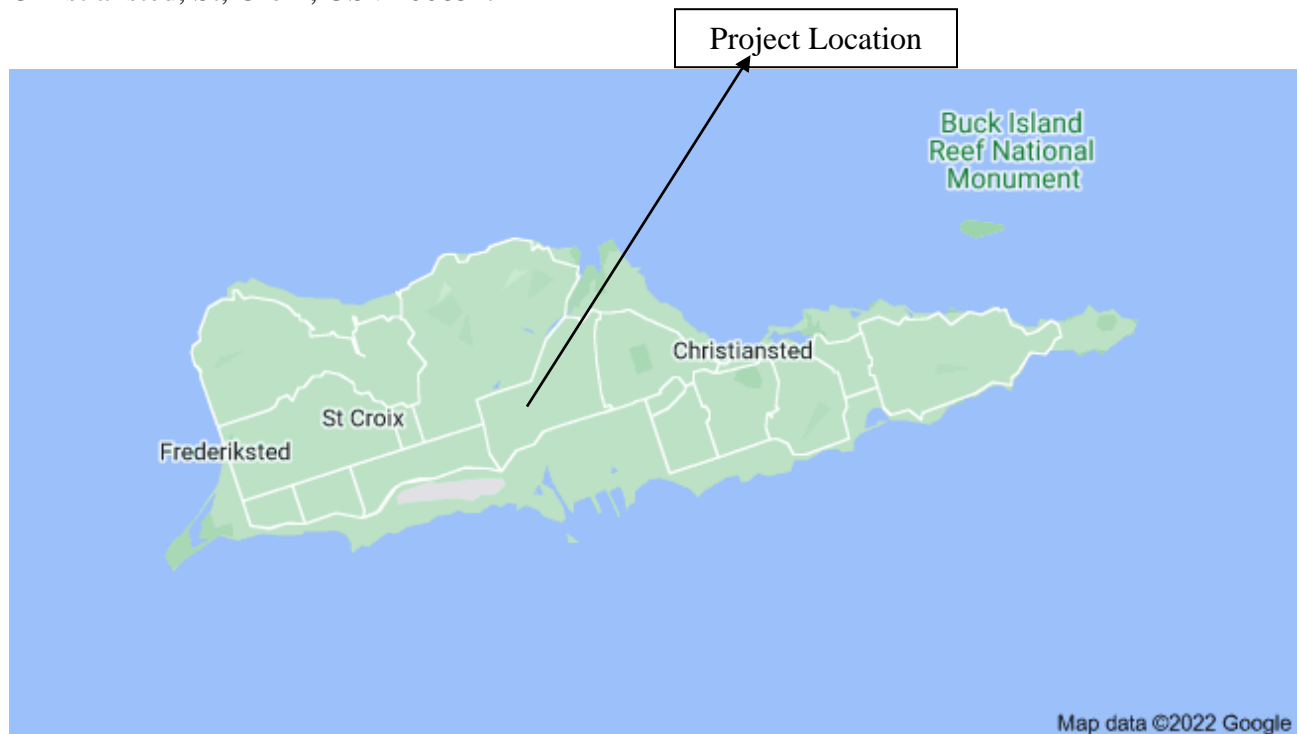 Project Location
Buck Island
Reef National
Monument
Christiansted
St Croix
Frederiksted
Map data ©2022 Google